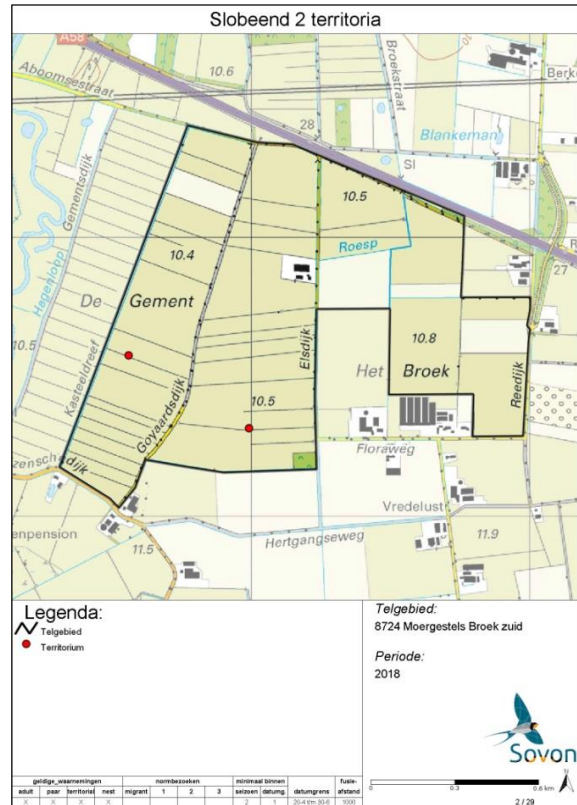 Slobeend 2 territoria
A58
Aboomsestraat
10.6
Broekstraat
10
Berke
28
Blankeman
SI
Gementsdijk
Hagenloop
10.5
Roesp
27
10.4
De Gement
Kasteeldreef
Elsdijk
10.8
Het Broek
Reedijk
10.5
Goyaardsdijk
10.5
Floraweg
zenschedijk
Vredelust
enpension
11.5
Hertgangseweg
11.9
Legenda:
Telgebied
Territorium
Telgebied:
8724 Moergestels Broek zuid
Periode:
2018
Sovon
geldige_waarnemingen normbezoeken minimaal binnen fusie-
adult paar territorial nest migrant 1 2 3 seizoen datumg. datumgrens afstand
X X X X 2 1 1000
0 0.3 0.6 km
N
2 / 29